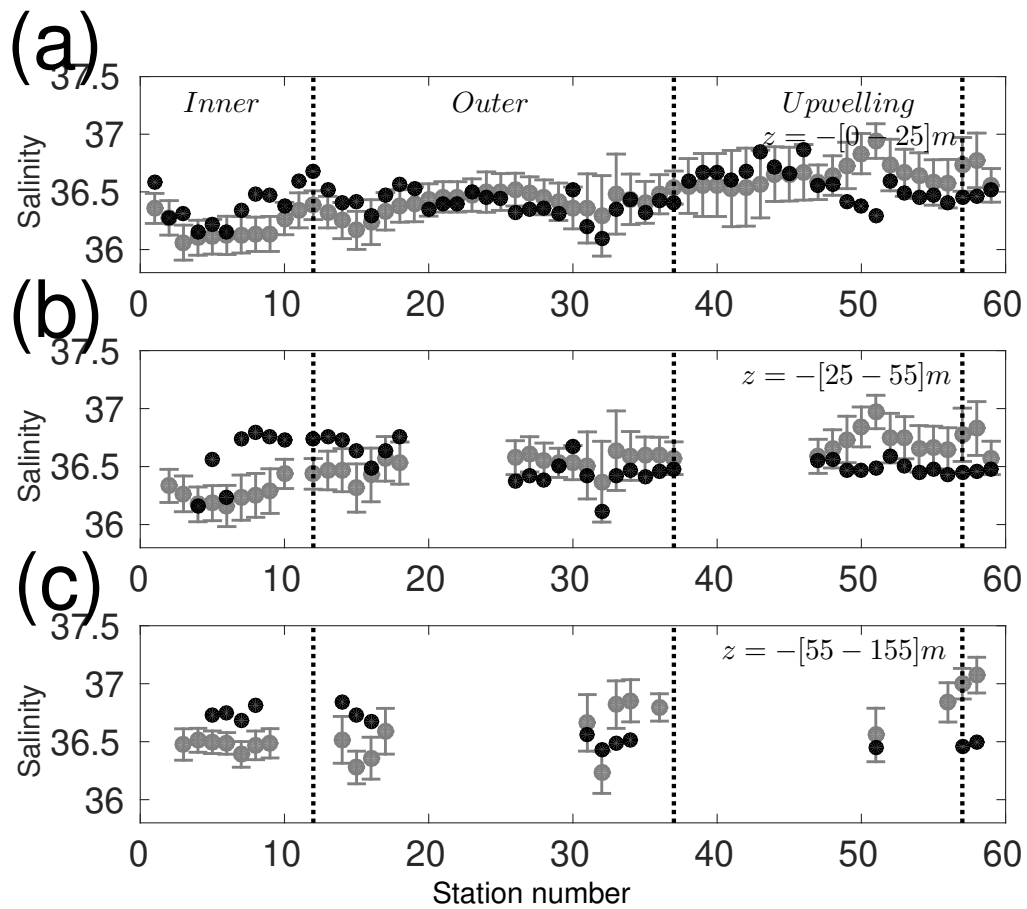 (a)
37.5
Inner Outer Upwelling
z = −[0 − 25]m
37
36.5
36
Salinity
0 10 20 30 40 50 60
(b)
37.5
z = −[25 − 55]m
37
36.5
36
Salinity
0 10 20 30 40 50 60
(c)
37.5
z = −[55 − 155]m
37
36.5
36
Salinity
0 10 20 30 40 50 60
Station number